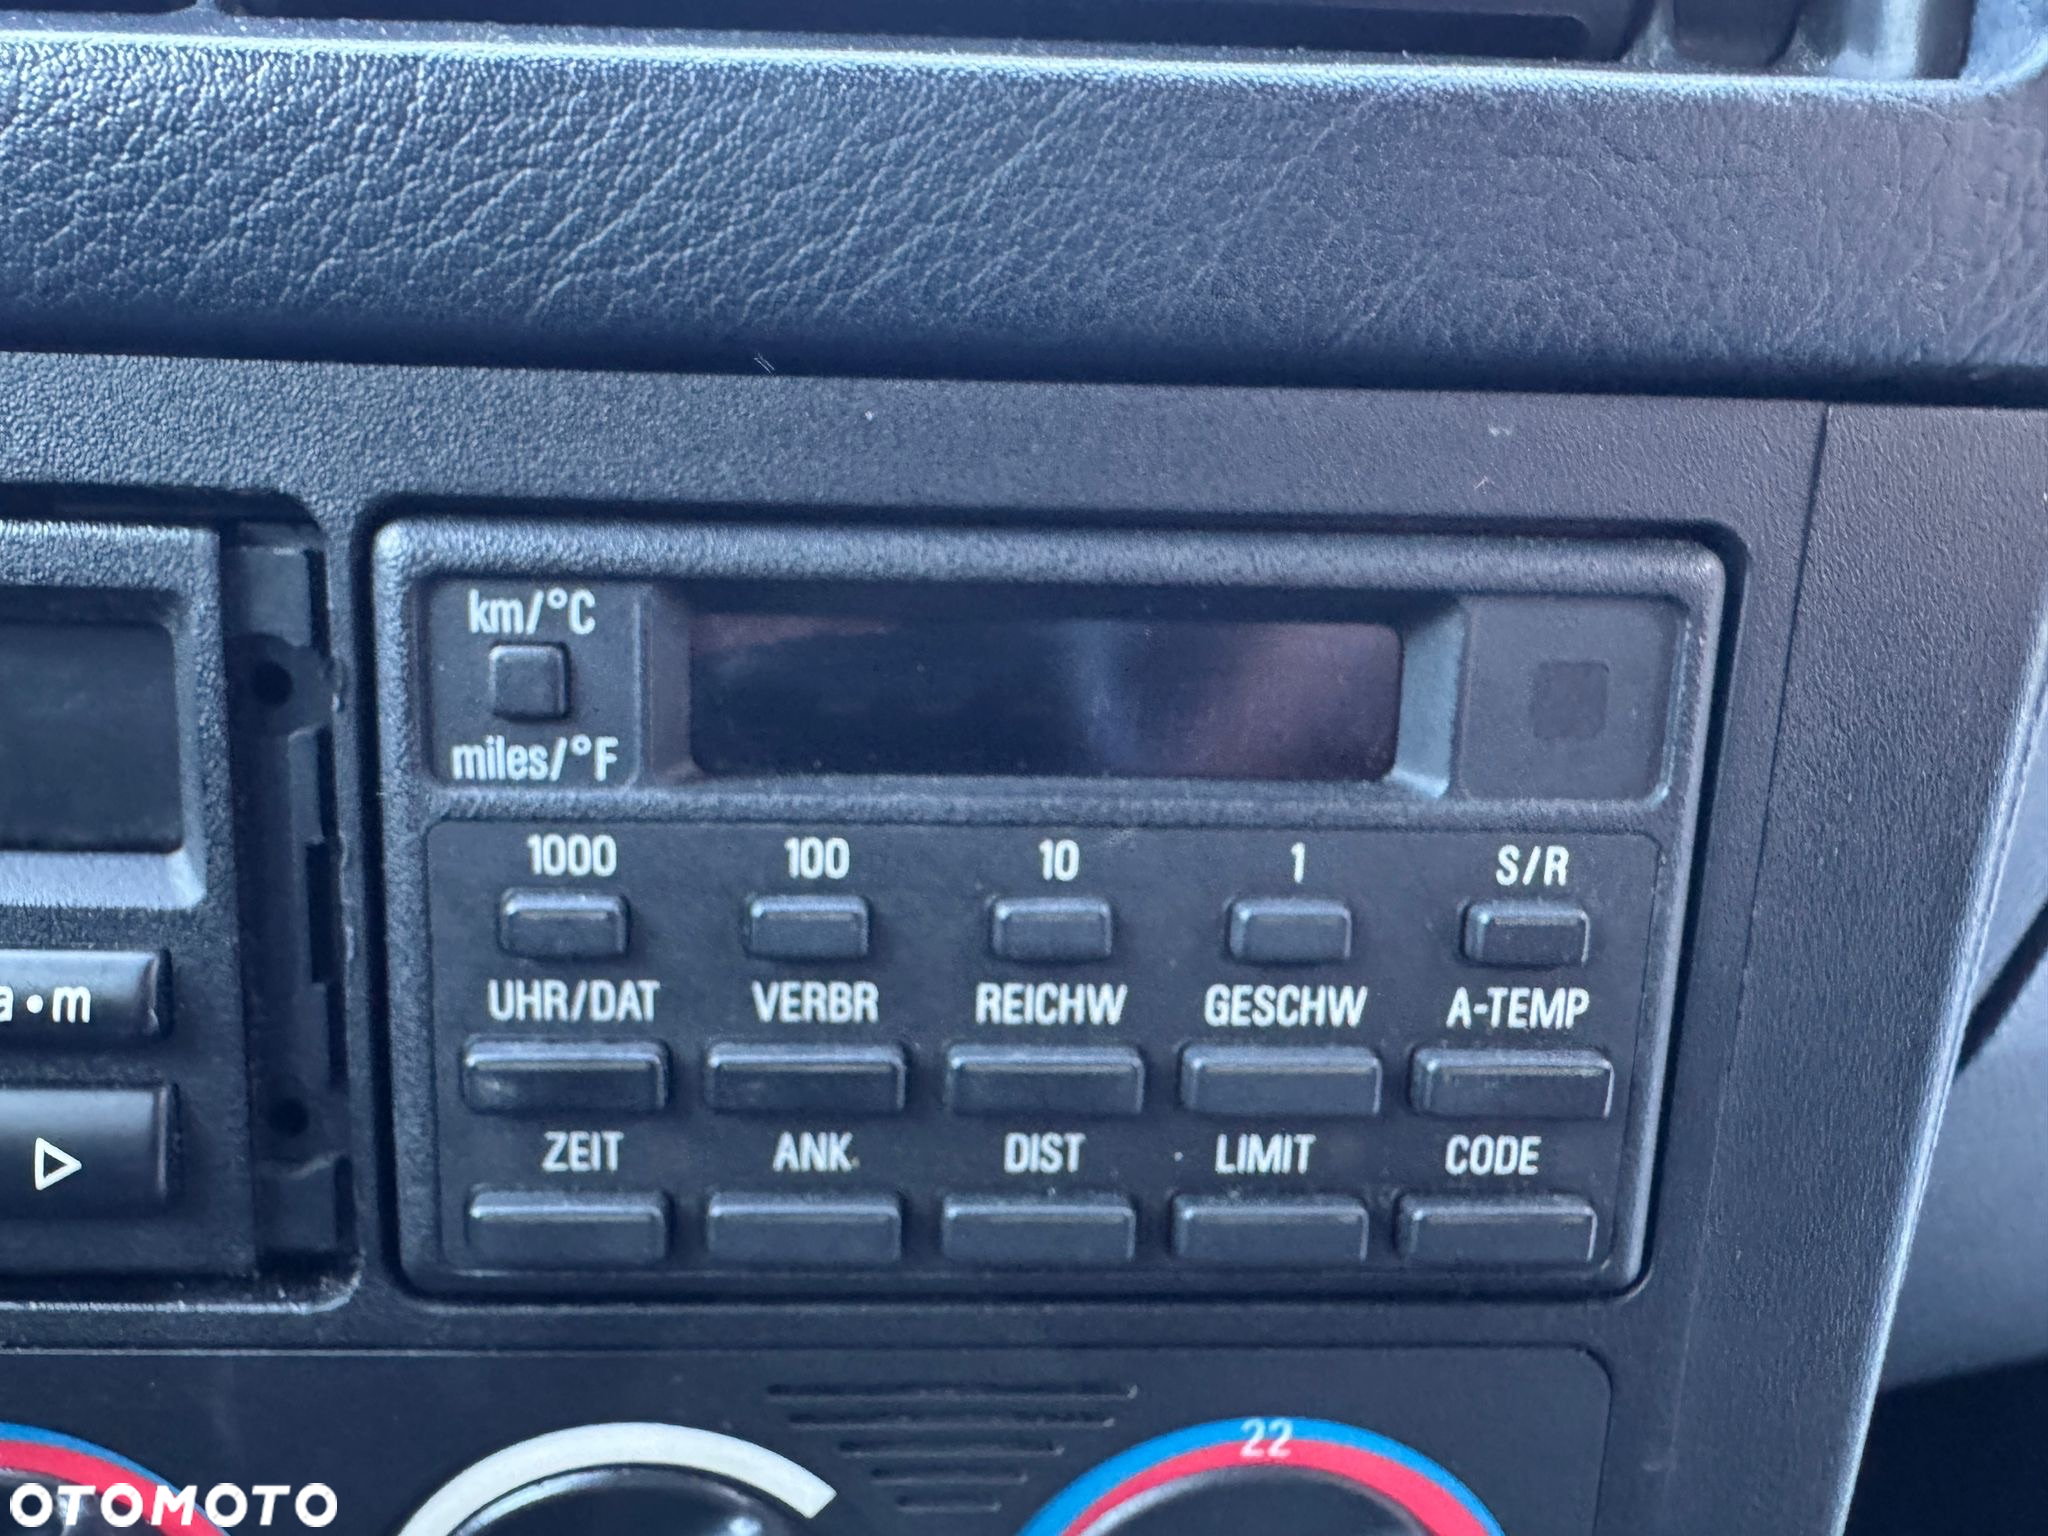 km/°C
miles/°F
1000 100 10 1 S/R
UHR/DAT VERBR REICHW GESCHW A-TEMP
a•m
ZEIT ANK. DIST LIMIT CODE
22
OTOMOTO